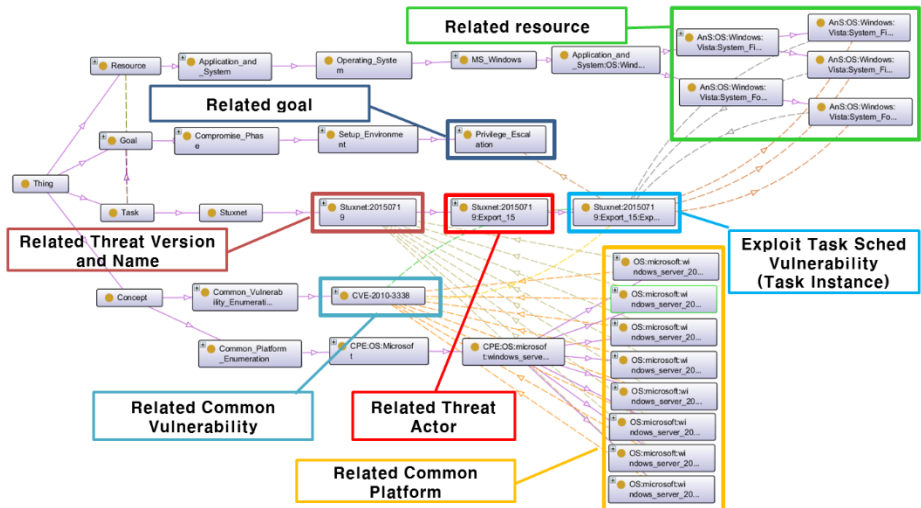 Related resource
AnS:OS:Windows:
Vista:System_Fi...
AnS:OS:Windows:
Vista:System_Fi...
AnS:OS:Windows:
Vista:System_Fi...
AnS:OS:Windows:
Vista:System_Fo...
AnS:OS:Windows:
Vista:System_Fo...
Resource
Application_and
_System
Operating_Syste
m
MS_Windows
Application_and
_System:OS:Wind...
Related goal
Goal
Compromise_Phas
e
Setup_Environme
nt
Privilege_Escal
ation
Thing
Task
Stuxnet
Stuxnet:2015071
9
Stuxnet:2015071
9:Export_15
Stuxnet:2015071
9:Export_15:Exp...
Related Threat Version
and Name
Exploit Task Sched
Vulnerability
(Task Instance)
Concept
Common_Vulnerab
ility_Enumerati...
CVE-2010-3338
Common_Platform
_Enumeration
CPE:OS:Microsof
t
CPE:OS:microsof
t:windows_serve...
OS:microsoft:wi
ndows_server_20...
OS:microsoft:wi
ndows_server_20...
OS:microsoft:wi
ndows_server_20...
OS:microsoft:wi
ndows_server_20...
OS:microsoft:wi
ndows_server_20...
OS:microsoft:wi
ndows_server_20...
OS:microsoft:wi
ndows_server_20...
OS:microsoft:wi
ndows_server_20...
Related Common
Vulnerability
Related Threat
Actor
Related Common
Platform